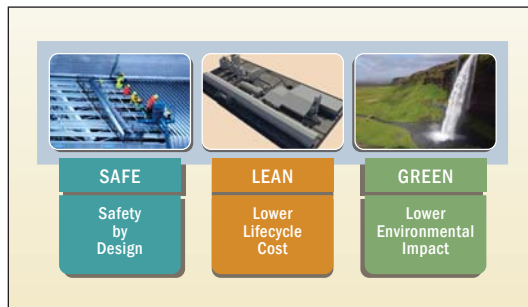 SAFE
Safety
by
Design
LEAN
Lower
Lifecycle
Cost
GREEN
Lower
Environmental
Impact